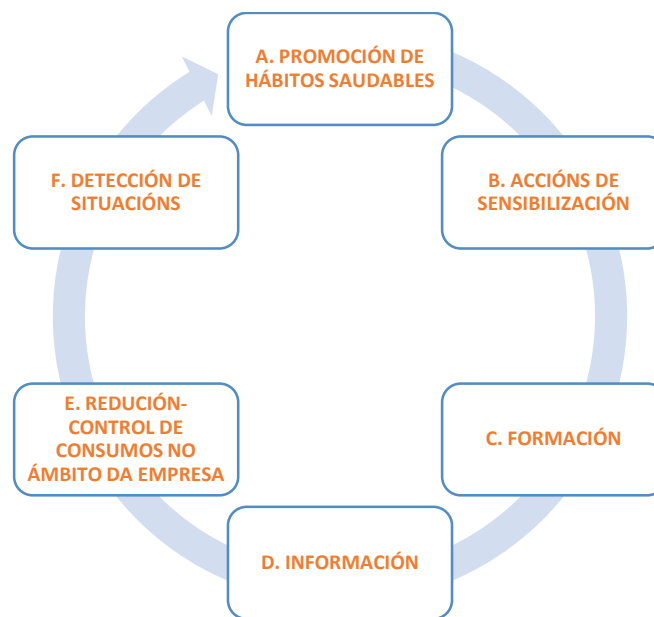 A. PROMOCIÓN DE
HÁBITOS SAUDABLES
B. ACCIÓNS DE
SENSIBILIZACIÓN
C. FORMACIÓN
D. INFORMACIÓN
E. REDUCIÓN-
CONTROL DE
CONSUMOS NO
ÁMBITO DA EMPRESA
F. DETECCIÓN DE
SITUACIÓNS